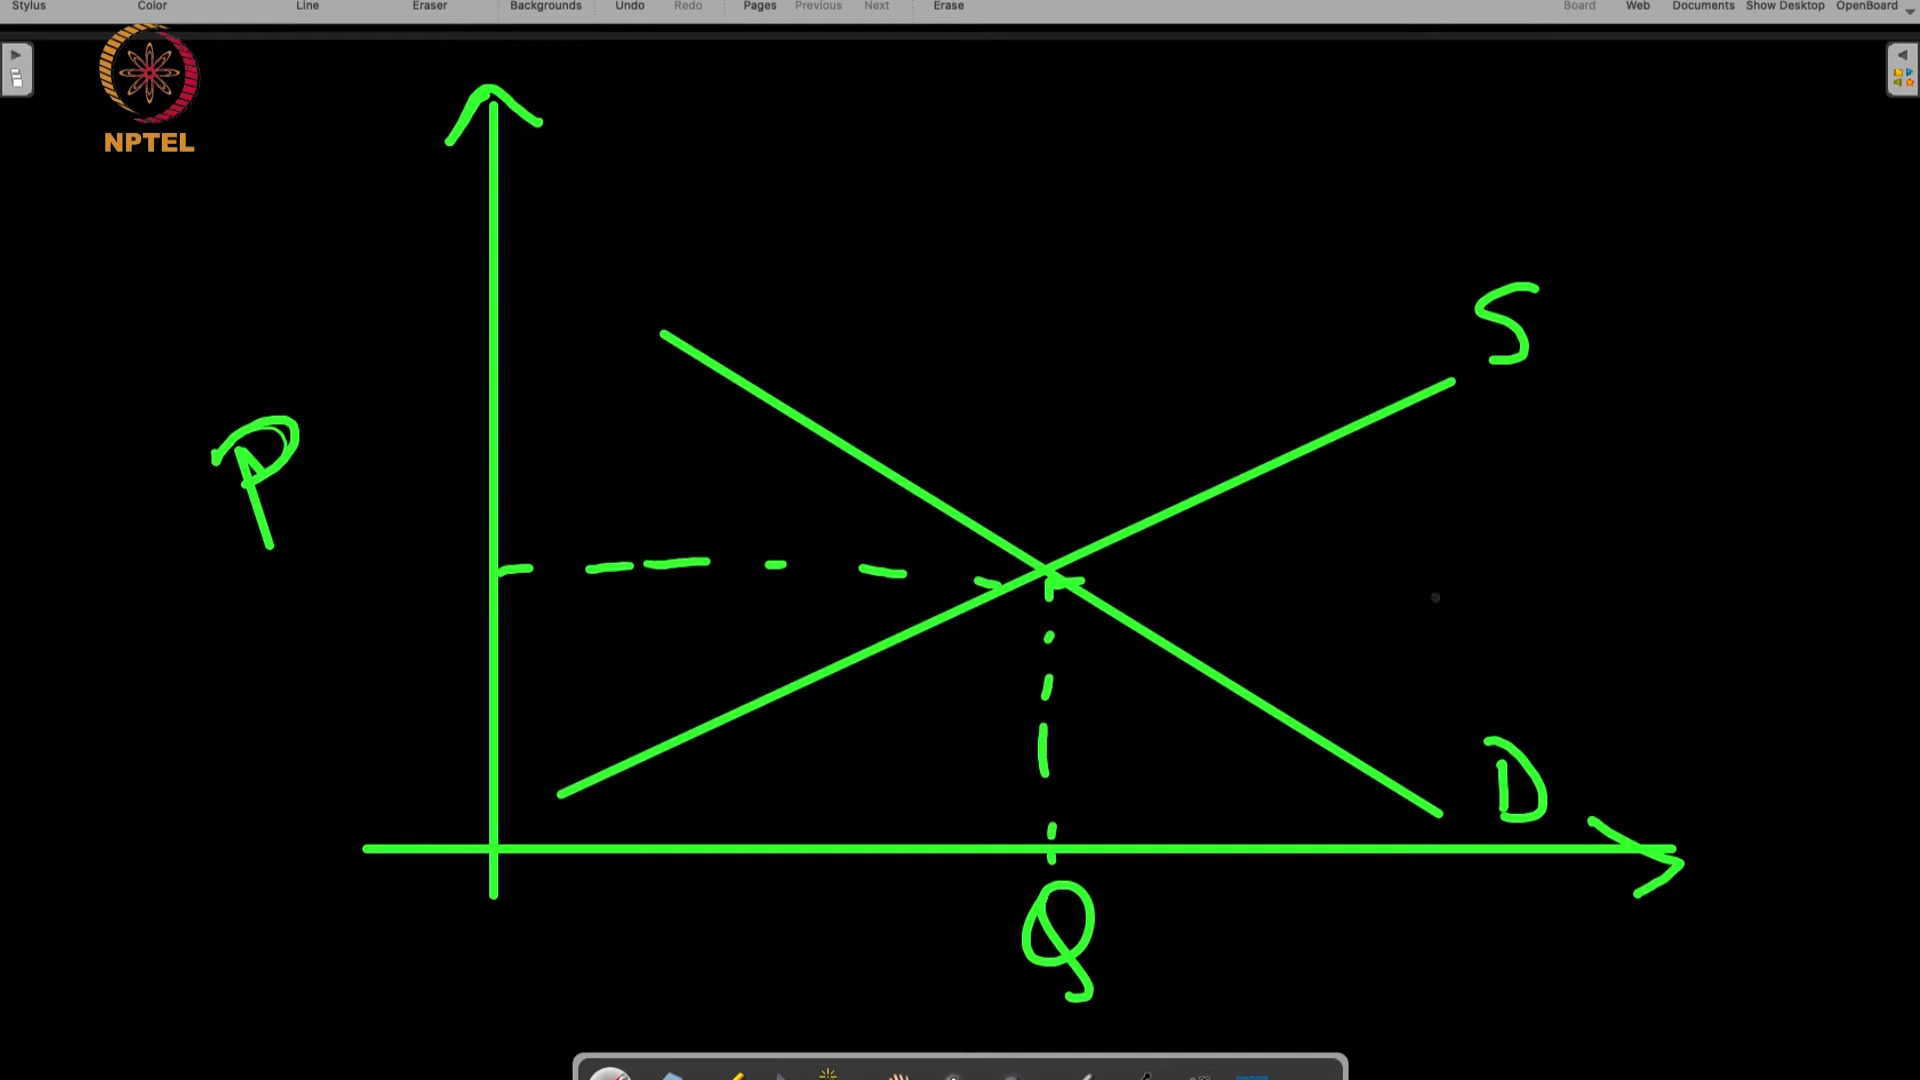 Stylus Color Line Eraser Backgrounds Undo Redo Pages Previous Next Erase Board Web Documents Show Desktop OpenBoard
NPTEL
S
P
D
Q